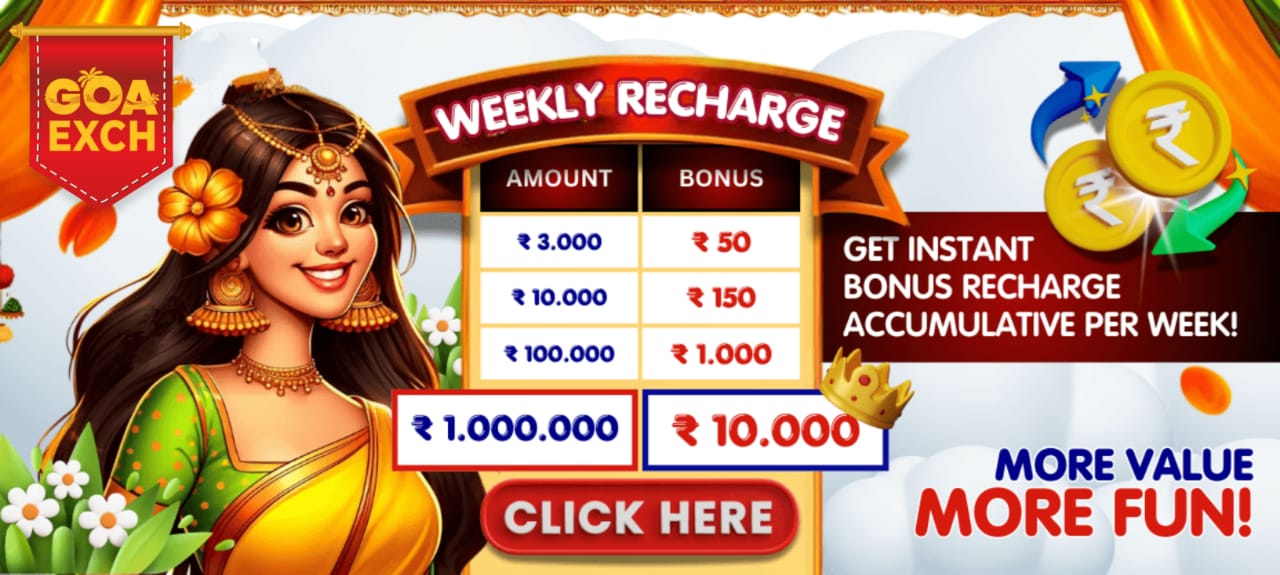 GOA
EXCH
WEEKLY RECHARGE
AMOUNT BONUS
₹ 3.000 ₹ 50
₹ 10.000 ₹ 150
₹ 100.000 ₹ 1.000
₹ 1.000.000 ₹ 10.000
CLICK HERE
₹
₹
GET INSTANT
BONUS RECHARGE
ACCUMULATIVE PER WEEK!
MORE VALUE
MORE FUN!